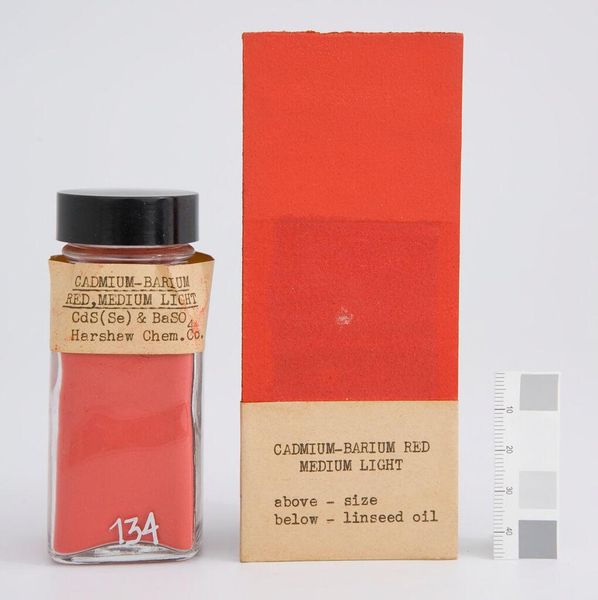 CADMIUM-BARIUM
RED,MEDIUM LIGHT
CdS(Se) & BaSO4
Harshaw Chem.Co.
134
CADMIUM-BARIUM RED
MEDIUM LIGHT
above - size
below - linseed oil
10
20
30
40